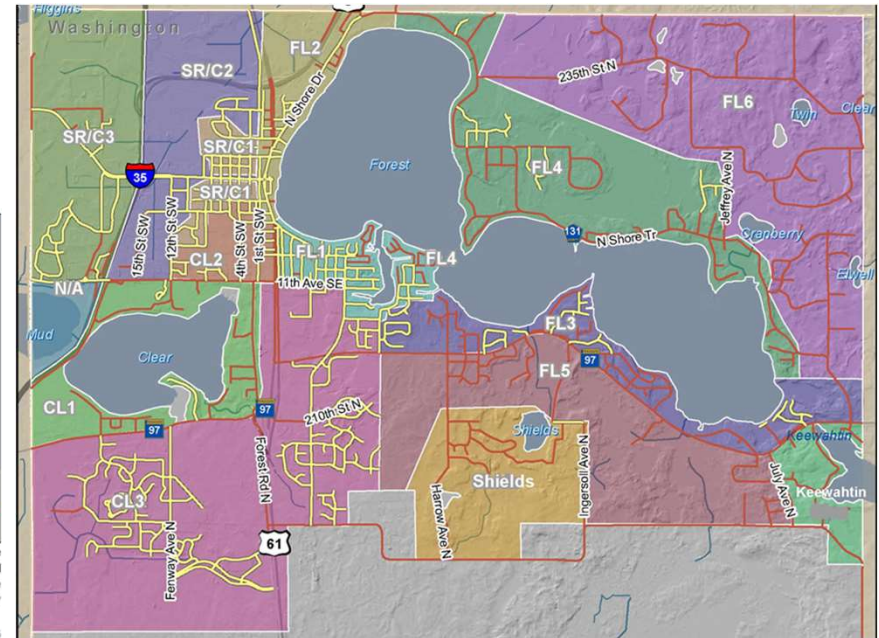 Higgins
Washington
FL2
SR/C2
N Shore Dr
235th St N
FL6
Twin
Clear
SR/C3
SR/C1
Forest
FL4
35
SR/C1
Jeffrey Ave N
15th St SW
12th St SW
4th St SW
1st St SW
31
N Shore Tr
Cranberry
CL2
FL1
FL4
Elwell
N/A
11th Ave SE
Mud
FL3
Clear
97
FL5
CL1
97
97
210th St N
Shields
Keewahtin
Forest Rd N
Shields
Ingersoll Ave N
July Ave N
Keewahtin
CL3
Harrow Ave N
Fenway Ave N
61